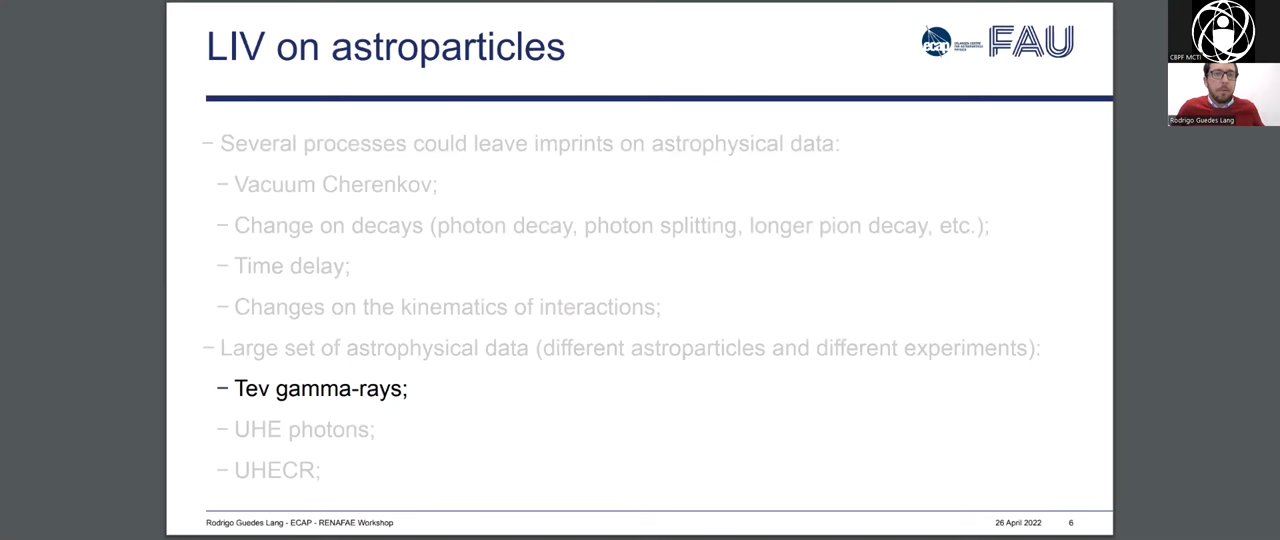 LIV on astroparticles
ecap
FAU
− Several processes could leave imprints on astrophysical data:
− Vacuum Cherenkov;
− Change on decays (photon decay, photon splitting, longer pion decay, etc.);
− Time delay;
− Changes on the kinematics of interactions;
− Large set of astrophysical data (different astroparticles and different experiments):
− Tev gamma-rays;
− UHE photons;
− UHECR;
Rodrigo Guedes Lang - ECAP - RENAFAE Workshop
26 April 2022
6
CBPF MCTI
Rodrigo Guedes Lang